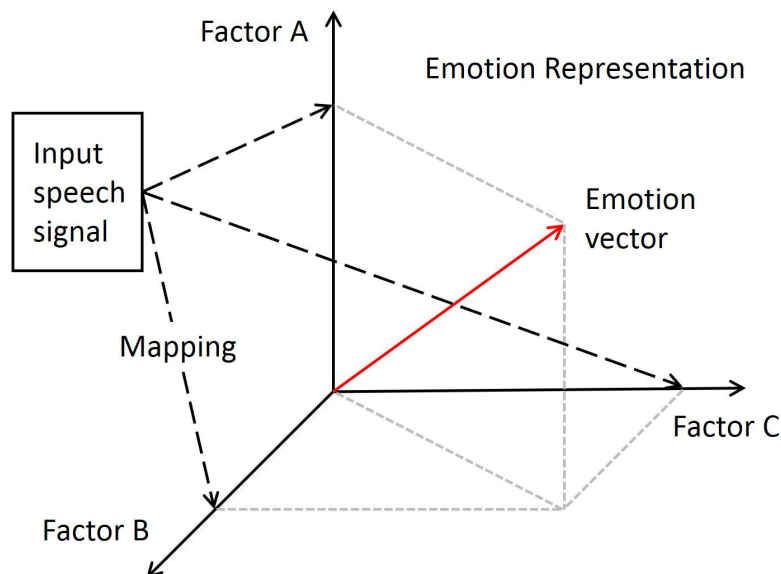 Factor A
Emotion Representation
Input
speech
signal
Emotion
vector
Mapping
Factor C
Factor B